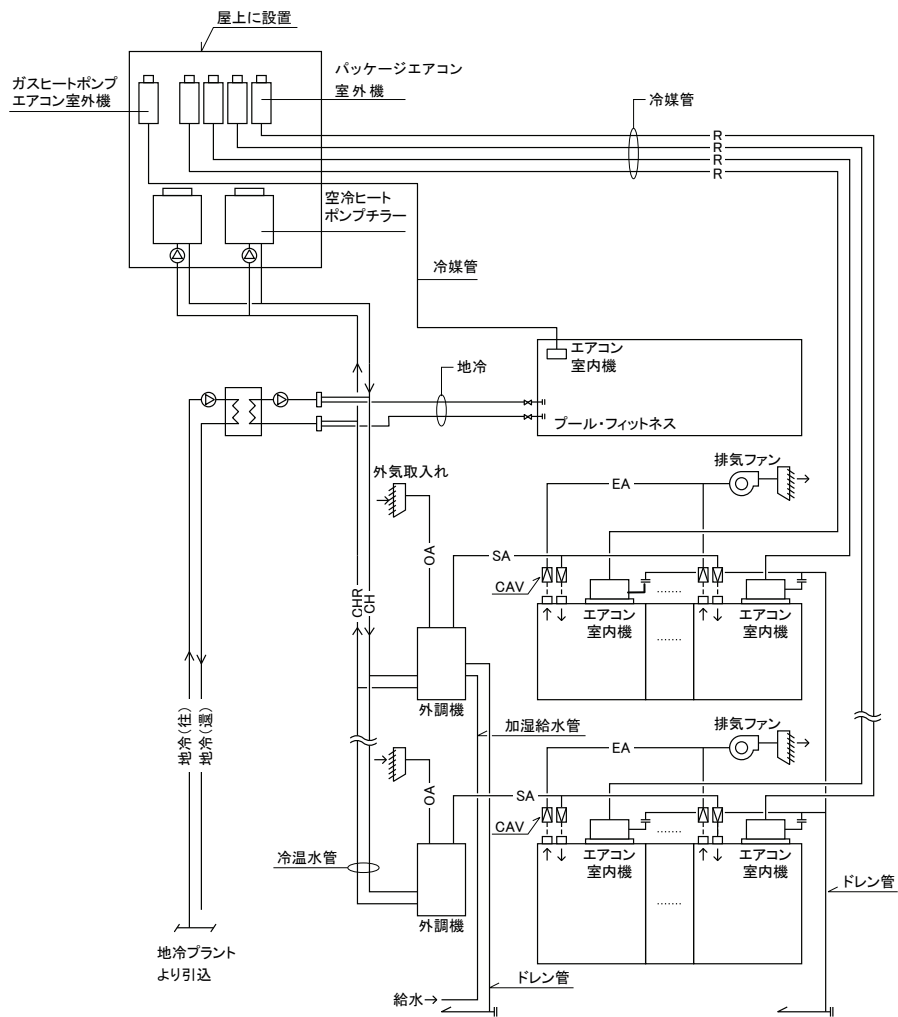 屋上に設置
ガスヒートポンプ
エアコン室外機
パッケージエアコン
室外機
冷媒管
R
R
R
R
空冷ヒート
ポンプチラー
冷媒管
エアコン
室内機
地冷
プール・フィットネス
外気取入れ
排気ファン
EA
OA
SA
CAV
エアコン
室内機
エアコン
室内機
CHR
CH
外調機
地冷(往)
地冷(還)
加湿給水管
排気ファン
EA
OA
SA
CAV
冷温水管
エアコン
室内機
エアコン
室内機
ドレン管
外調機
地冷プラント
より引込
ドレン管
給水→